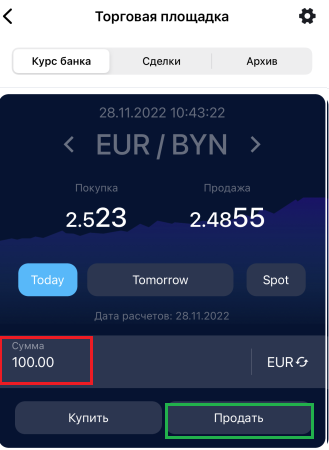 Торговая площадка
Курс банка Сделки Архив
28.11.2022 10:43:22
EUR / BYN
Покупка Продажа
2.523 2.4855
Today Tomorrow Spot
Дата расчетов: 28.11.2022
Сумма
100.00 EUR
Купить Продать